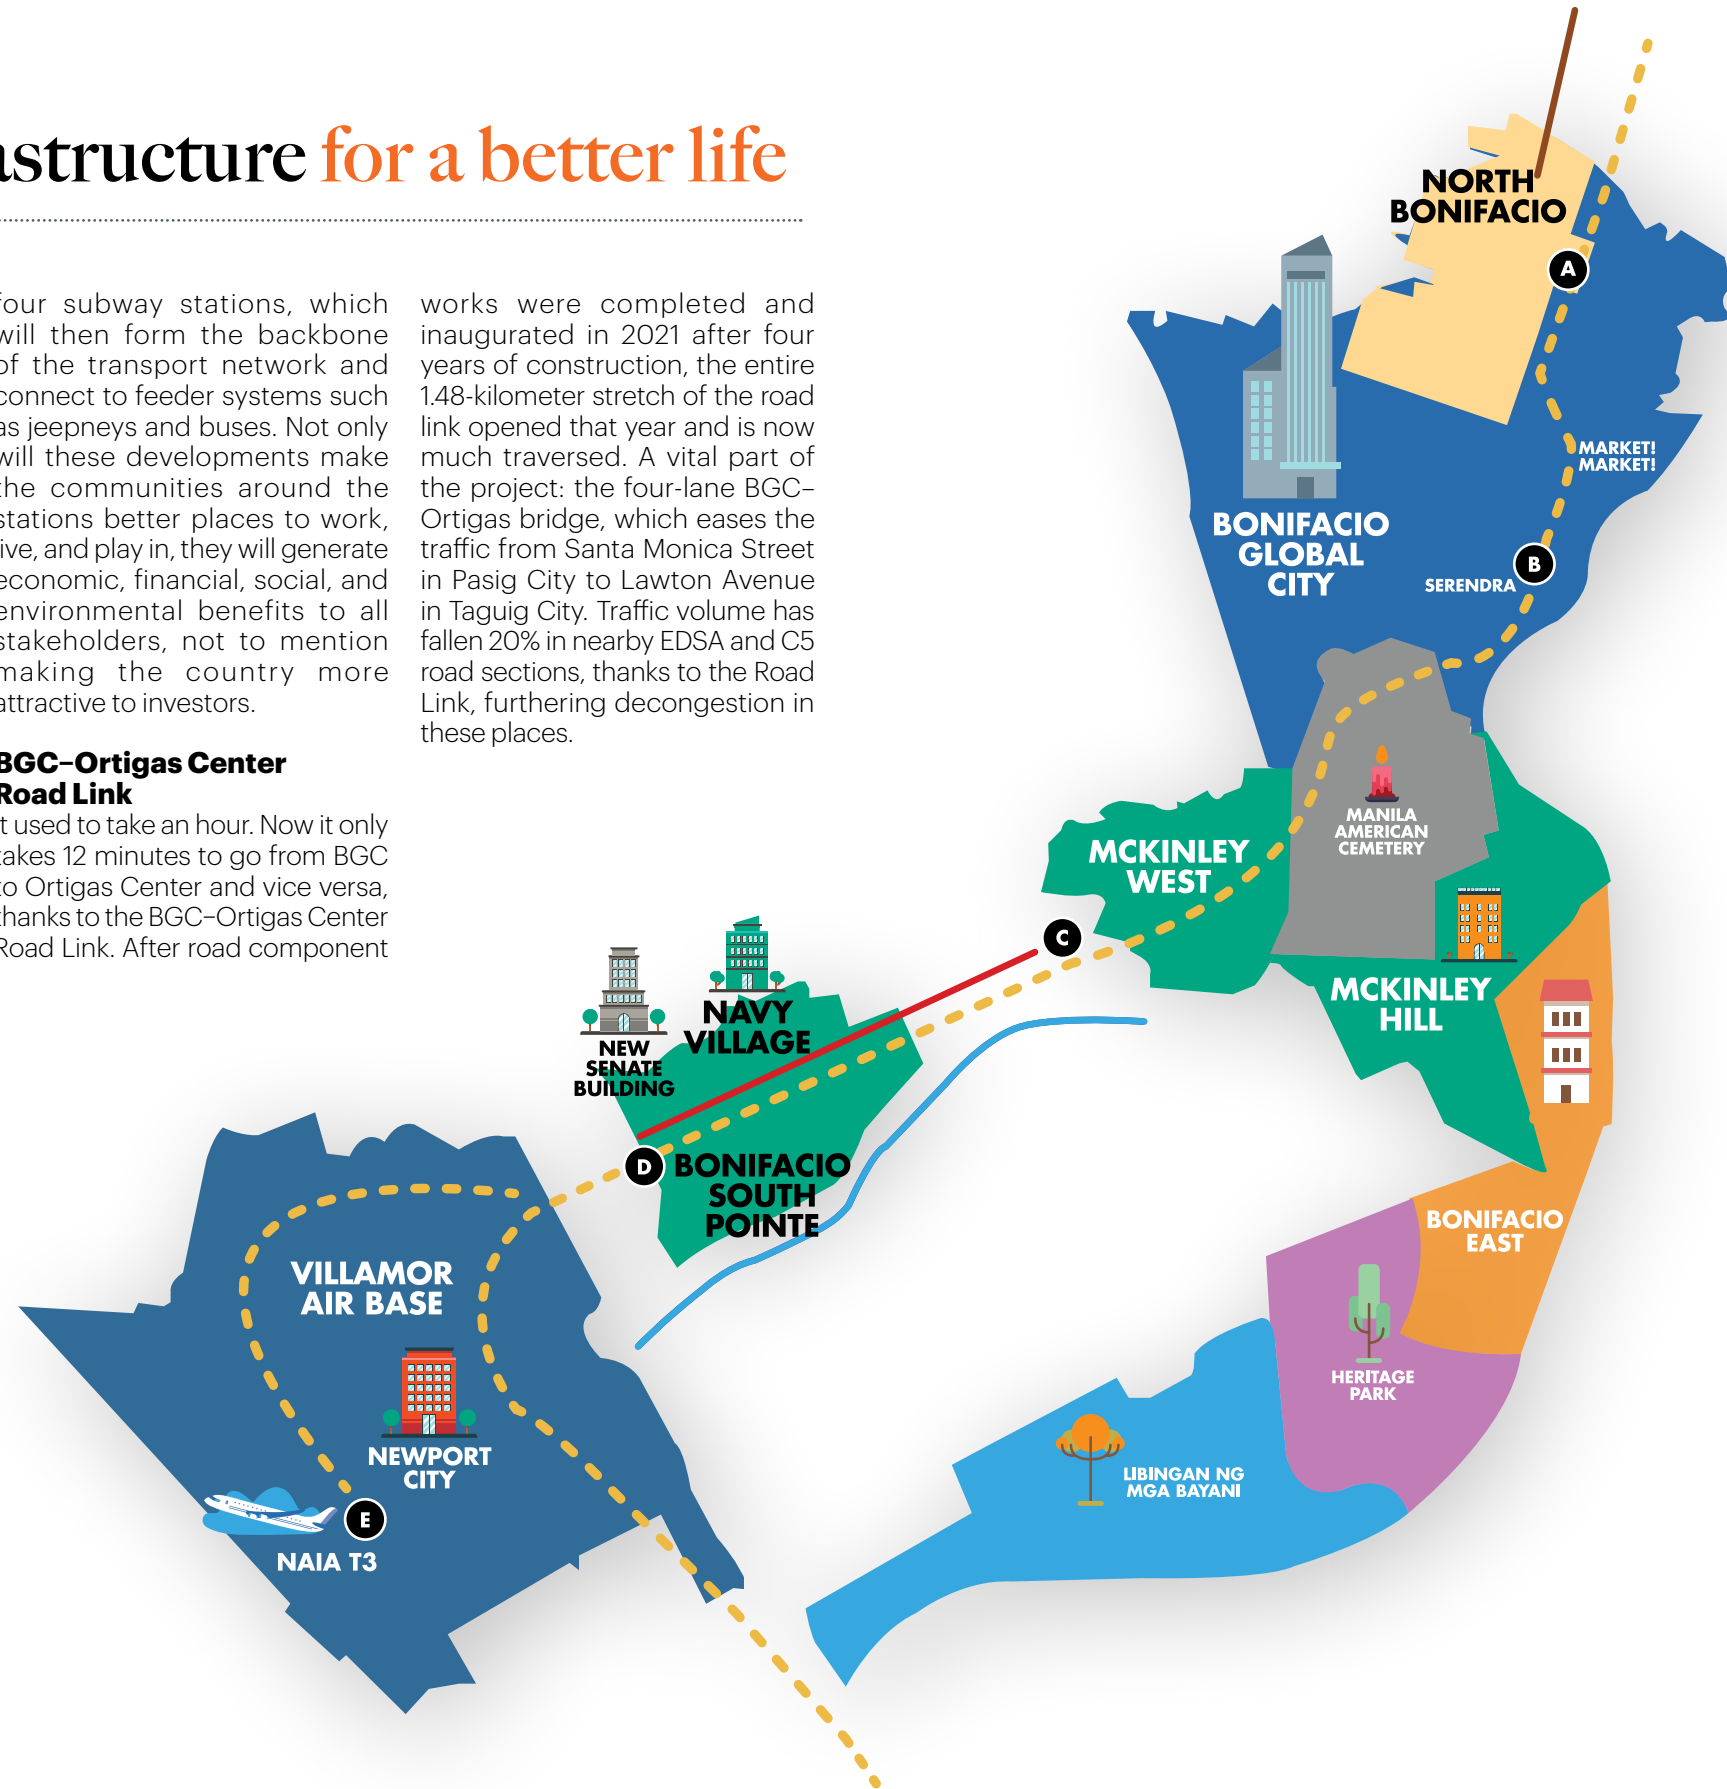 astructure for a better life
four subway stations, which
will then form the backbone
of the transport network and
connect to feeder systems such
as jeepneys and buses. Not only
will these developments make
the communities around the
stations better places to work,
live, and play in, they will generate
economic, financial, social, and
environmental benefits to all
stakeholders, not to mention
making the country more
attractive to investors.
BGC–Ortigas Center
Road Link
It used to take an hour. Now it only
takes 12 minutes to go from BGC
to Ortigas Center and vice versa,
thanks to the BGC–Ortigas Center
Road Link. After road component
works were completed and
inaugurated in 2021 after four
years of construction, the entire
1.48-kilometer stretch of the road
link opened that year and is now
much traversed. A vital part of
the project: the four-lane BGC–
Ortigas bridge, which eases the
traffic from Santa Monica Street
in Pasig City to Lawton Avenue
in Taguig City. Traffic volume has
fallen 20% in nearby EDSA and C5
road sections, thanks to the Road
Link, furthering decongestion in
these places.
NORTH
BONIFACIO
A
MARKET!
MARKET!
BONIFACIO
GLOBAL
CITY
B
SERENDRA
MANILA
AMERICAN
CEMETERY
MCKINLEY
WEST
C
MCKINLEY
HILL
NAVY
VILLAGE
NEW
SENATE
BUILDING
D
BONIFACIO
SOUTH
POINTE
BONIFACIO
EAST
VILLAMOR
AIR BASE
HERITAGE
PARK
NEWPORT
CITY
LIBINGAN NG
MGA BAYANI
E
NAIA T3